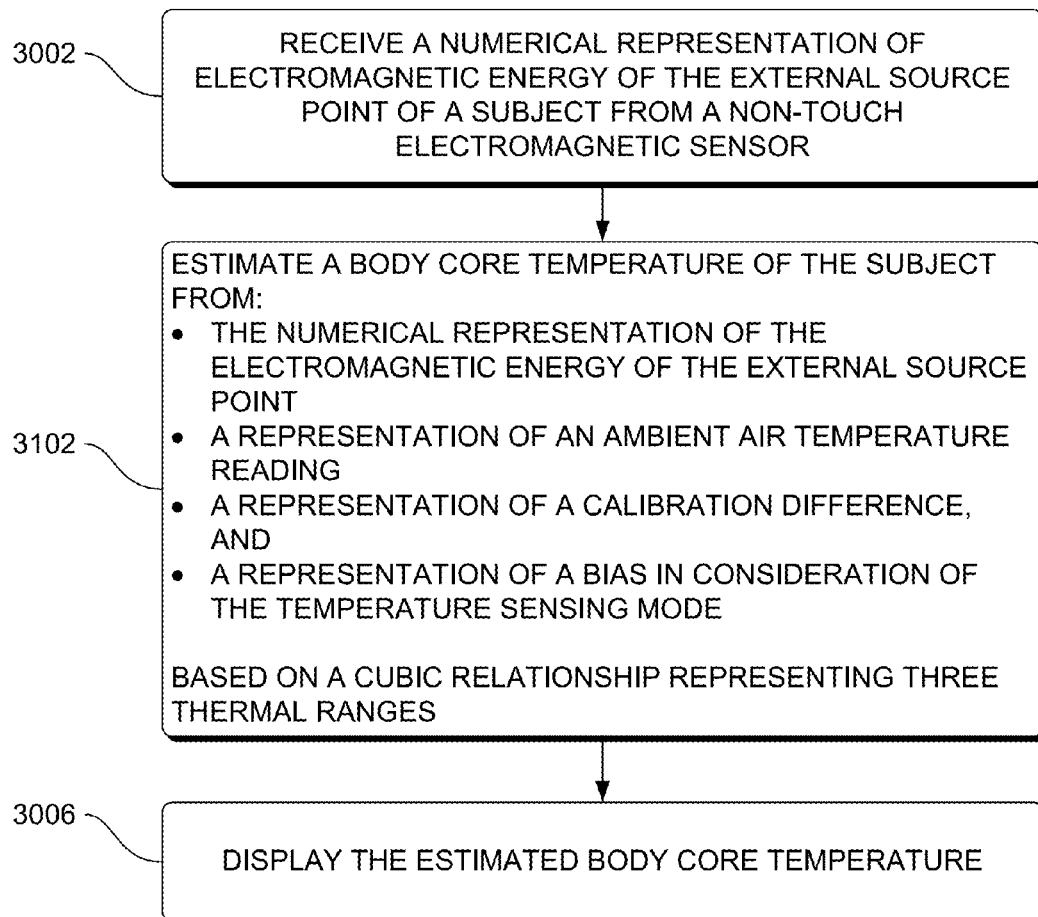 3002
RECEIVE A NUMERICAL REPRESENTATION OF
ELECTROMAGNETIC ENERGY OF THE EXTERNAL SOURCE
POINT OF A SUBJECT FROM A NON-TOUCH
ELECTROMAGNETIC SENSOR
3102
ESTIMATE A BODY CORE TEMPERATURE OF THE SUBJECT
FROM:
• THE NUMERICAL REPRESENTATION OF THE
ELECTROMAGNETIC ENERGY OF THE EXTERNAL SOURCE
POINT
• A REPRESENTATION OF AN AMBIENT AIR TEMPERATURE
READING
• A REPRESENTATION OF A CALIBRATION DIFFERENCE,
AND
• A REPRESENTATION OF A BIAS IN CONSIDERATION OF
THE TEMPERATURE SENSING MODE
BASED ON A CUBIC RELATIONSHIP REPRESENTING THREE
THERMAL RANGES
3006
DISPLAY THE ESTIMATED BODY CORE TEMPERATURE